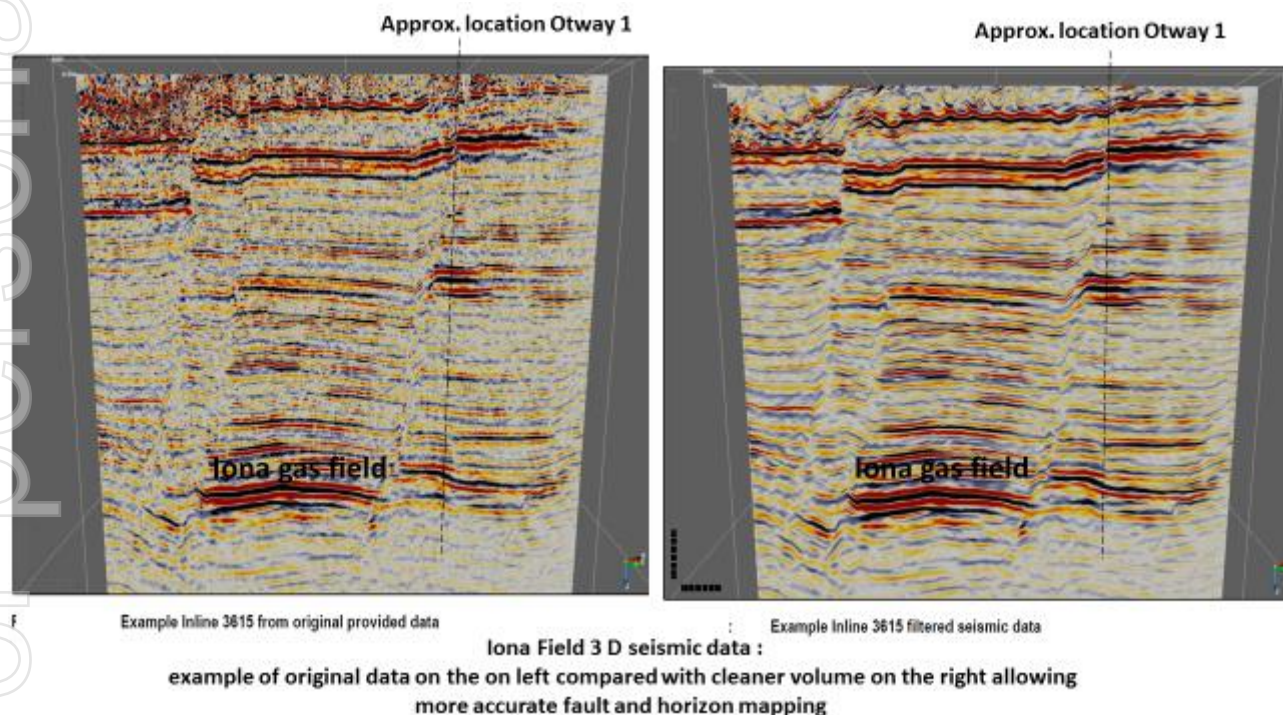 Approx. location Otway 1
Approx. location Otway 1
Iona gas field
Iona gas field
Example Inline 3615 from original provided data
: Example Inline 3615 filtered seismic data
Iona Field 3 D seismic data :
example of original data on the on left compared with cleaner volume on the right allowing
more accurate fault and horizon mapping